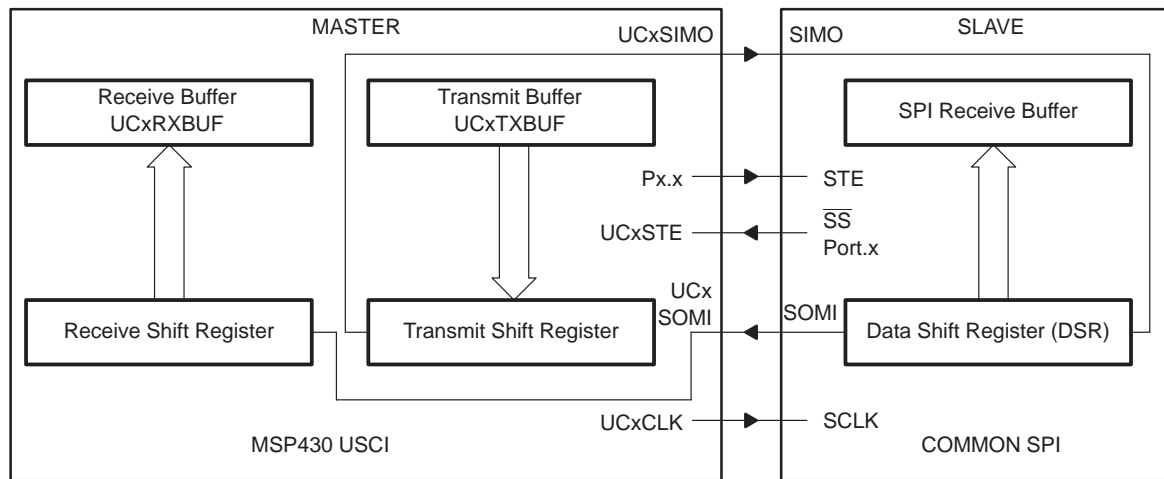 MASTER
UCxSIMO
SIMO
SLAVE
Receive Buffer
UCxRXBUF
Transmit Buffer
UCxTXBUF
SPI Receive Buffer
Px.x
STE
UCxSTE
SS
Port.x
UCx
SOMI
SOMI
Receive Shift Register
Transmit Shift Register
Data Shift Register (DSR)
UCxCLK
SCLK
MSP430 USCI
COMMON SPI